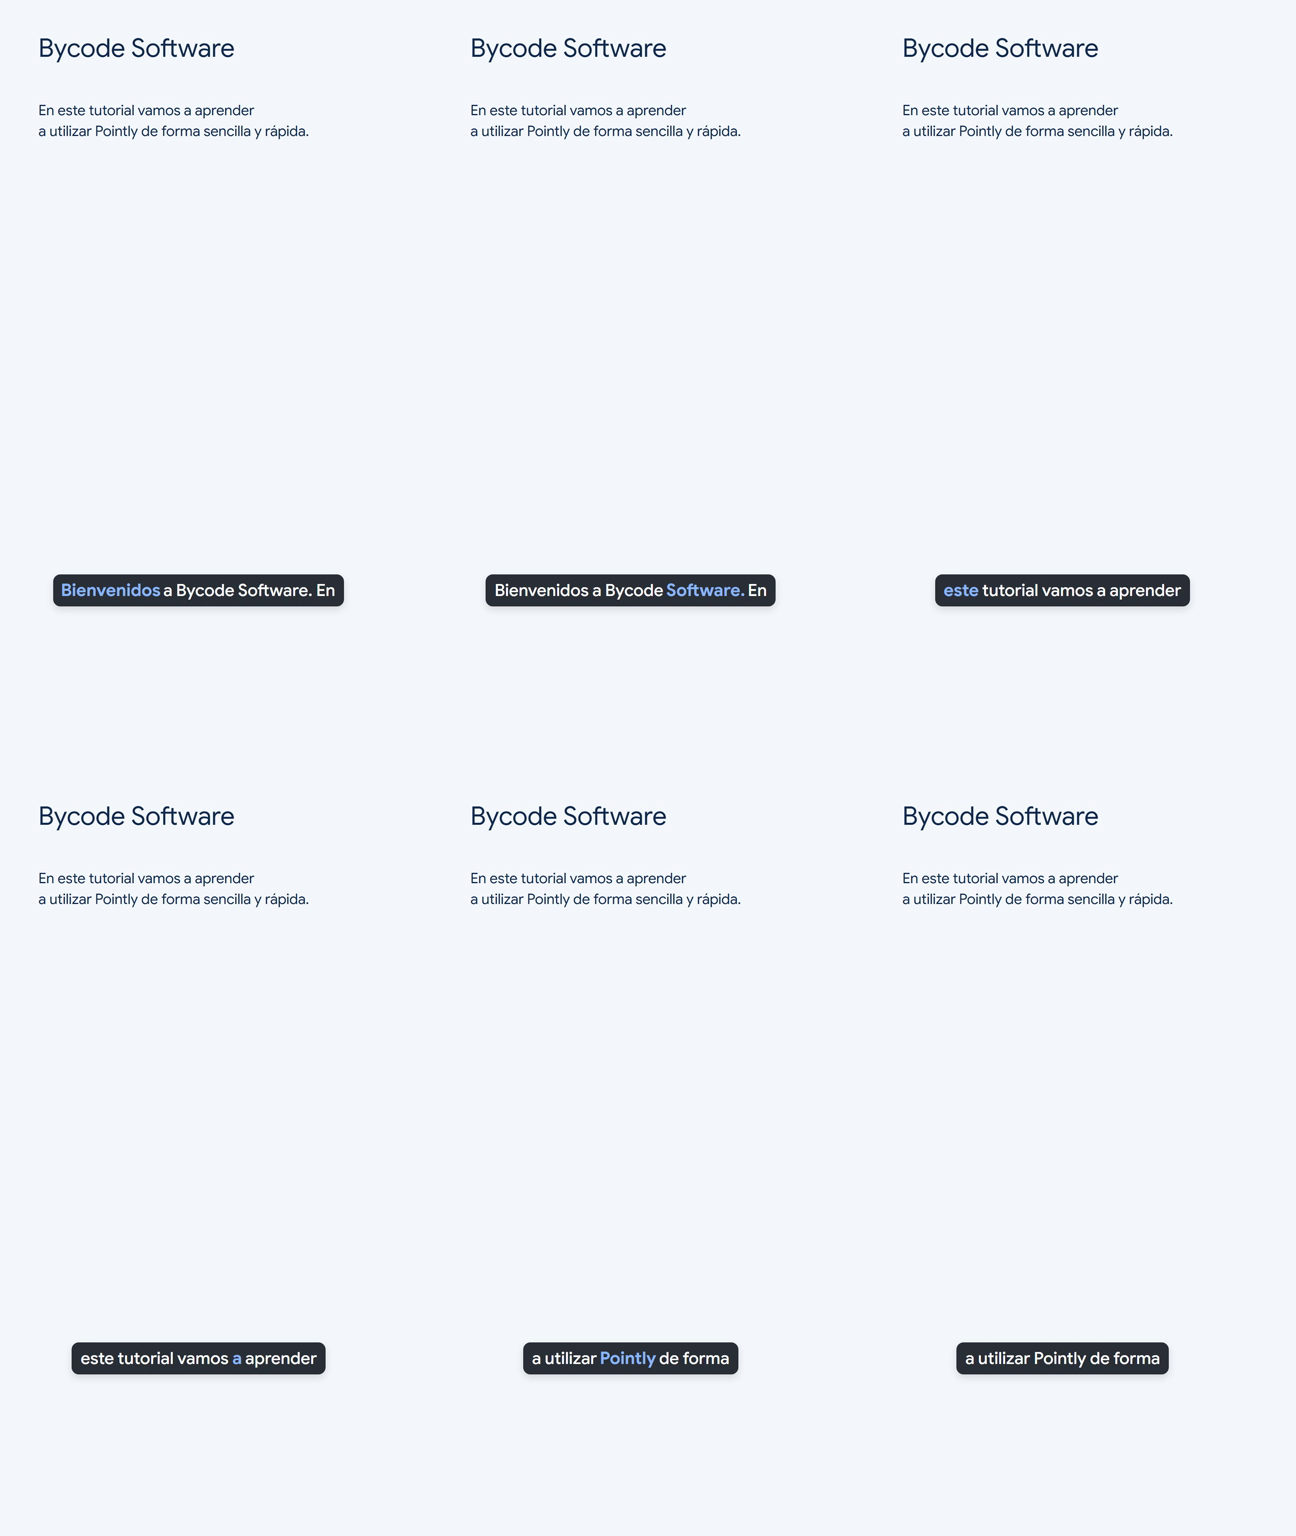 Bycode Software
En este tutorial vamos a aprender
a utilizar Pointly de forma sencilla y rápida.
Bienvenidos a Bycode Software. En
Bycode Software
En este tutorial vamos a aprender
a utilizar Pointly de forma sencilla y rápida.
Bienvenidos a Bycode Software. En
Bycode Software
En este tutorial vamos a aprender
a utilizar Pointly de forma sencilla y rápida.
este tutorial vamos a aprender
Bycode Software
En este tutorial vamos a aprender
a utilizar Pointly de forma sencilla y rápida.
este tutorial vamos a aprender
Bycode Software
En este tutorial vamos a aprender
a utilizar Pointly de forma sencilla y rápida.
a utilizar Pointly de forma
Bycode Software
En este tutorial vamos a aprender
a utilizar Pointly de forma sencilla y rápida.
a utilizar Pointly de forma